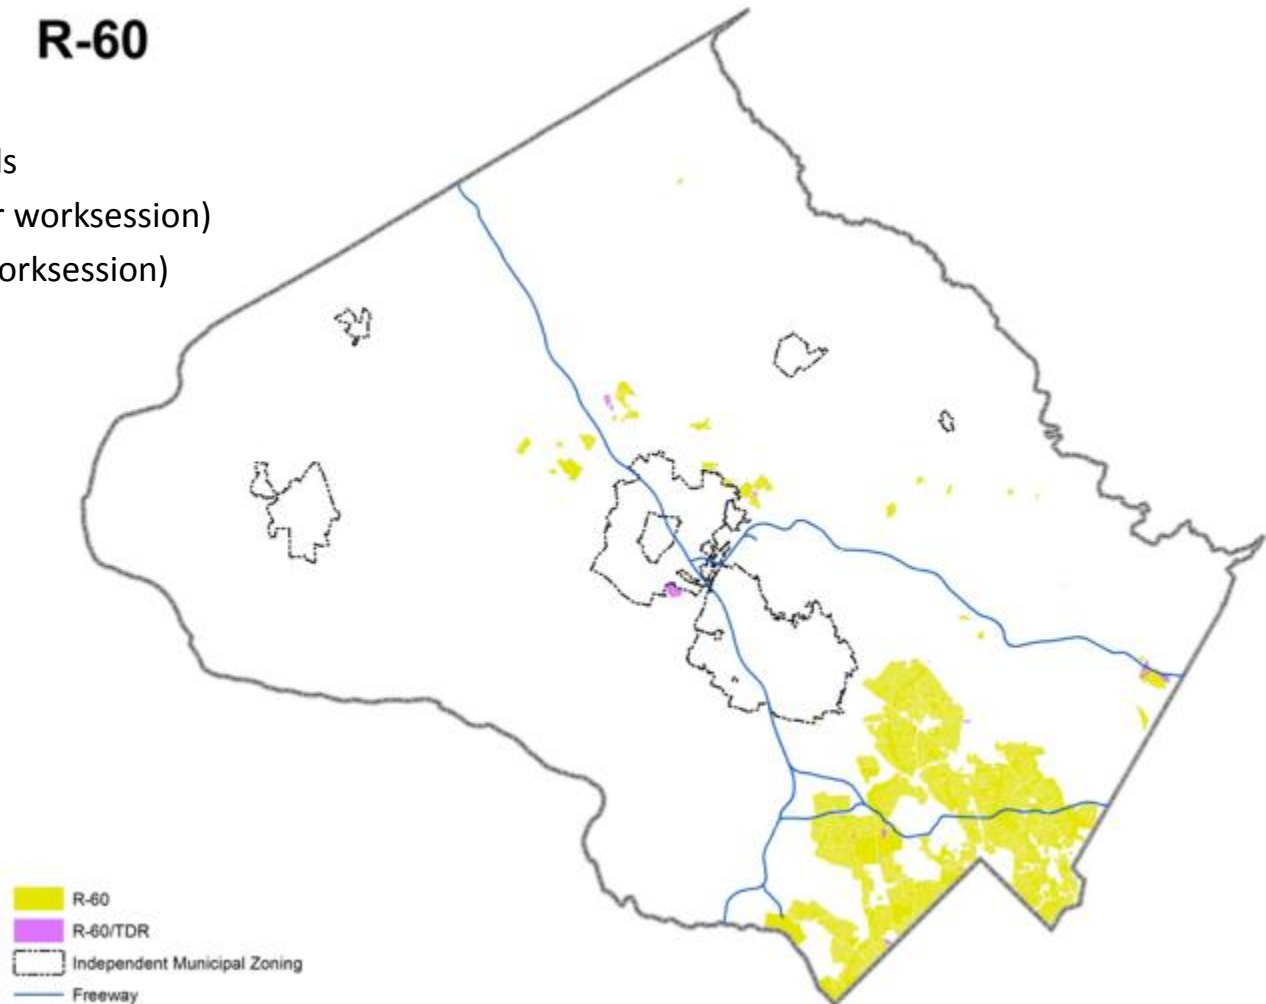 R-60
ls
r worksession)
orksession)
R-60
R-60/TDR
Independent Municipal Zoning
Freeway